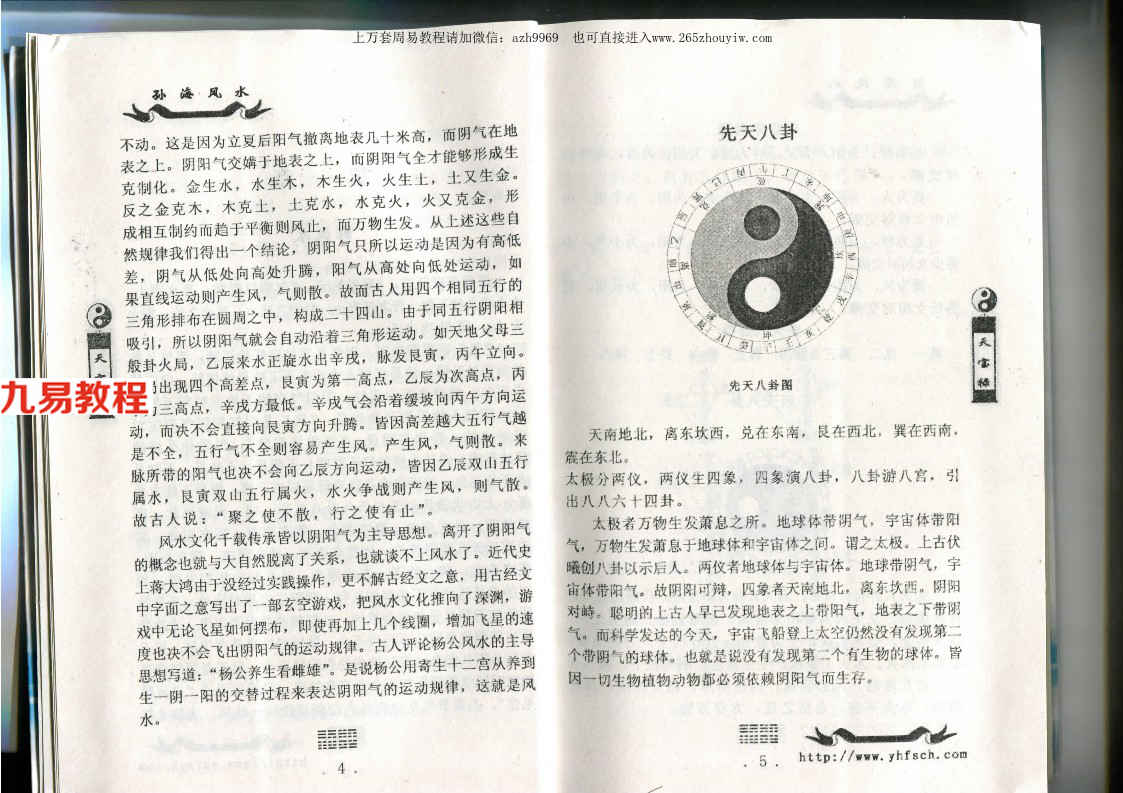 上万套周易教程请加微信：azh9969 也可直接进入www.265zhouyiw.com
孙海风水
不动。这是因为立夏后阳气撤离地表几十米高，而阴气在地
表之上。阴阳气交媾于地表之上，而阴阳气全才能够形成生
克制化。金生水，水生木，木生火，火生土，土又生金。
反之金克木，木克土，土克水，水克火，火又克金，形
成相互制约而趋于平衡则风止，而万物生发。从上述这些自
然规律我们得出一个结论，阴阳气只所以运动是因为有高低
差，阴气从低处向高处升腾，阳气从高处向低处运动，如
果直线运动则产生风，气则散。故而古人用四个相同五行的
三角形排布在圆周之中，构成二十四山。由于同五行阴阳相
吸引，所以阴阳气就会自动沿着三角形运动。如天地父母三
般卦火局，乙辰来水正旋水出辛戌，脉发艮寅，丙午立向。
出现四个高差点，艮寅为第一高点，乙辰为次高点，丙
三高点，辛戌方最低。辛戌气会沿着缓坡向丙午方向运
动，而决不会直接向艮寅方向升腾。皆因高差越大五行气越
是不全，五行气不全则容易产生风。产生风，气则散。来
脉所带的阳气也决不会向乙辰方向运动，皆因乙辰双山五行
属水，艮寅双山五行属火，水火争战则产生风，则气散。
故古人说：“聚之使不散，行之使有止”。
风水文化千载传承皆以阴阳气为主导思想。离开了阴阳气
的概念也就与大自然脱离了关系，也就谈不上风水了。近代史
上蒋大鸿由于没经过实践操作，更不解古经文之意，用古经文
中字面之意写出了一部玄空游戏，把风水文化推向了深渊，游
戏中无论飞星如何摆布，即使再加上几个线圈，增加飞星的速
度也决不会飞出阴阳气的运动规律。古人评论杨公风水的主导
思想写道：“杨公养生看雌雄”。是说杨公用寄生十二宫从养到
生一阴一阳的交替过程来表达阴阳气的运动规律，这就是风
水。
天
九易教程
. 4 .
先天八卦
先天八卦图
天南地北，离东坎西，兑在东南，艮在西北，巽在西南，
震在东北。
太极分两仪，两仪生四象，四象演八卦，八卦游八宫，引
出八八六十四卦。
太极者万物生发萧息之所。地球体带阴气，宇宙体带阳
气，万物生发萧息于地球体和宇宙体之间。谓之太极。上古伏
曦创八卦以示后人。两仪者地球体与宇宙体。地球带阴气，宇
宙体带阳气。故阴阳可辩，四象者天南地北，离东坎西。阴阳
对峙。聪明的上古人早已发现地表之上带阳气，地表之下带阴
气。而科学发达的今天，宇宙飞船登上太空仍然没有发现第二
个带阴气的球体。也就是说没有发现第二个有生物的球体。皆
因一切生物植物动物都必须依赖阴阳气而生存。
天宝禄
. 5 .
http://www.yhfsch.com